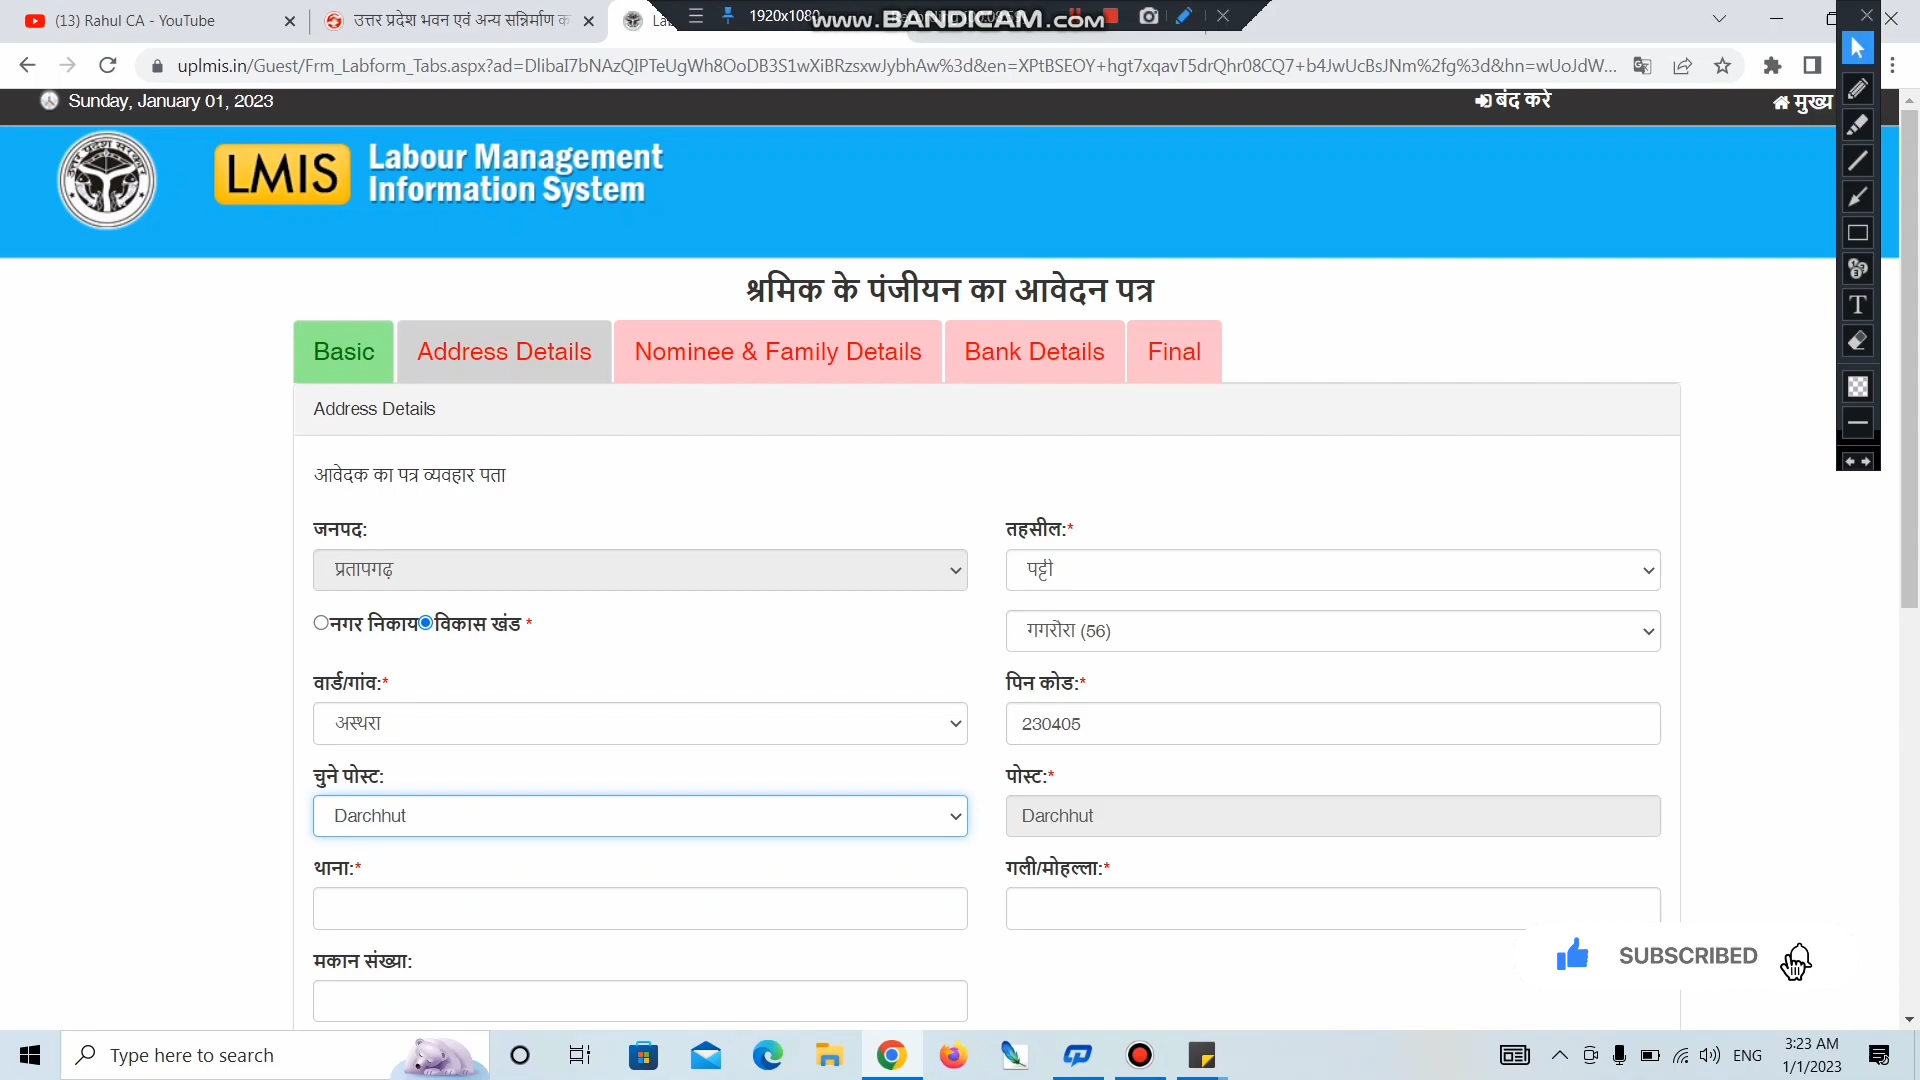 (13) Rahul CA - YouTube
उत्तर प्रदेश भवन एवं अन्य सन्निर्माण क
1920x1080
www.BANDICAM.com
uplmis.in/Guest/Frm_Labform_Tabs.aspx?ad=DlibaI7bNAzQIPTeUgWh8OoDB3S1wXiBRzsxwJybhAw%3d&en=XPtBSEOY+hgt7xqavT5drQhr08CQ7+b4JwUcBsJNm%2fg%3d&hn=wUoJdW...
Sunday, January 01, 2023
बंद करे
मुख्य
LMIS
Labour Management
Information System
श्रमिक के पंजीयन का आवेदन पत्र
Basic
Address Details
Nominee & Family Details
Bank Details
Final
Address Details
आवेदक का पत्र व्यवहार पता
जनपद:
तहसील:*
प्रतापगढ़
पट्टी
नगर निकाय विकास खंड *
गगरोरा (56)
वार्ड/गांव:*
पिन कोड:*
अस्थरा
230405
चुने पोस्ट:
पोस्ट:*
Darchhut
Darchhut
थाना:*
गली/मोहल्ला:*
मकान संख्या:
SUBSCRIBED
Type here to search
ENG
3:23 AM
1/1/2023